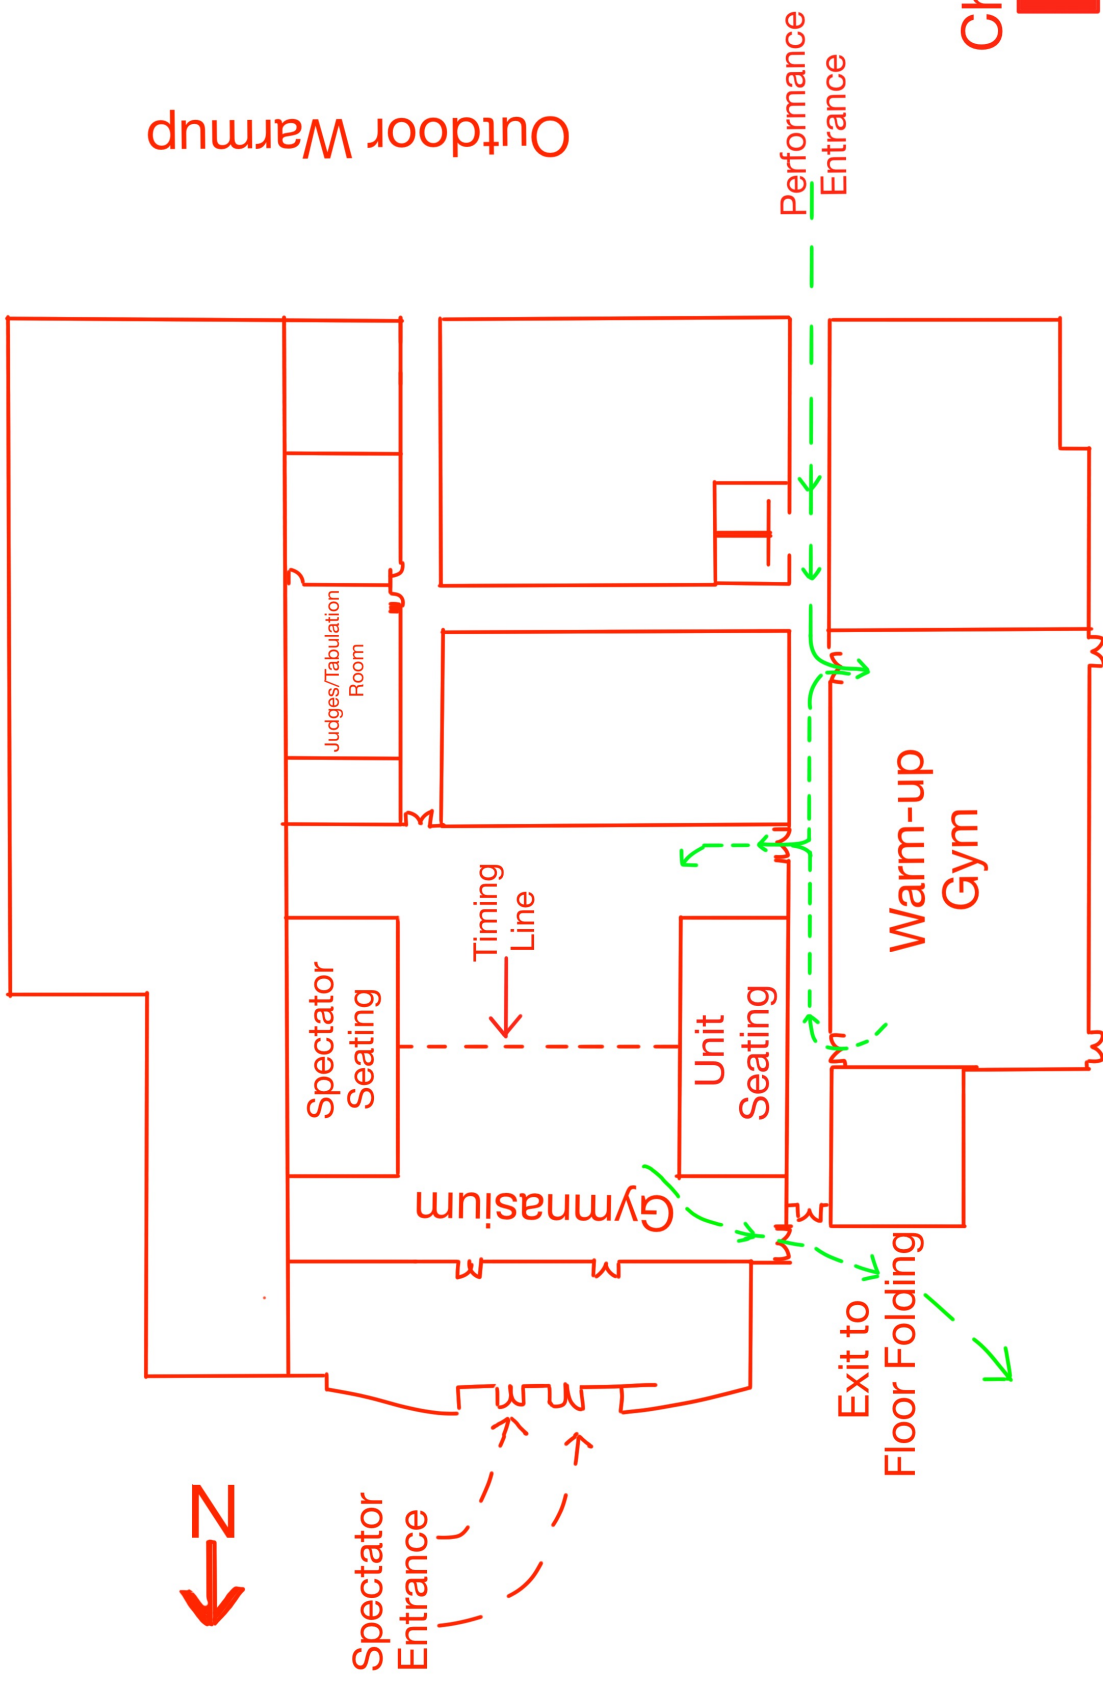 Performance
Entrance
Ch
Outdoor Warmup
Judges/Tabulation
Room
Timing
Line
Warm-up
Gym
Spectator
Seating
Unit
Seating
Gymnasium
Exit to
Floor Folding
N
Spectator
Entrance